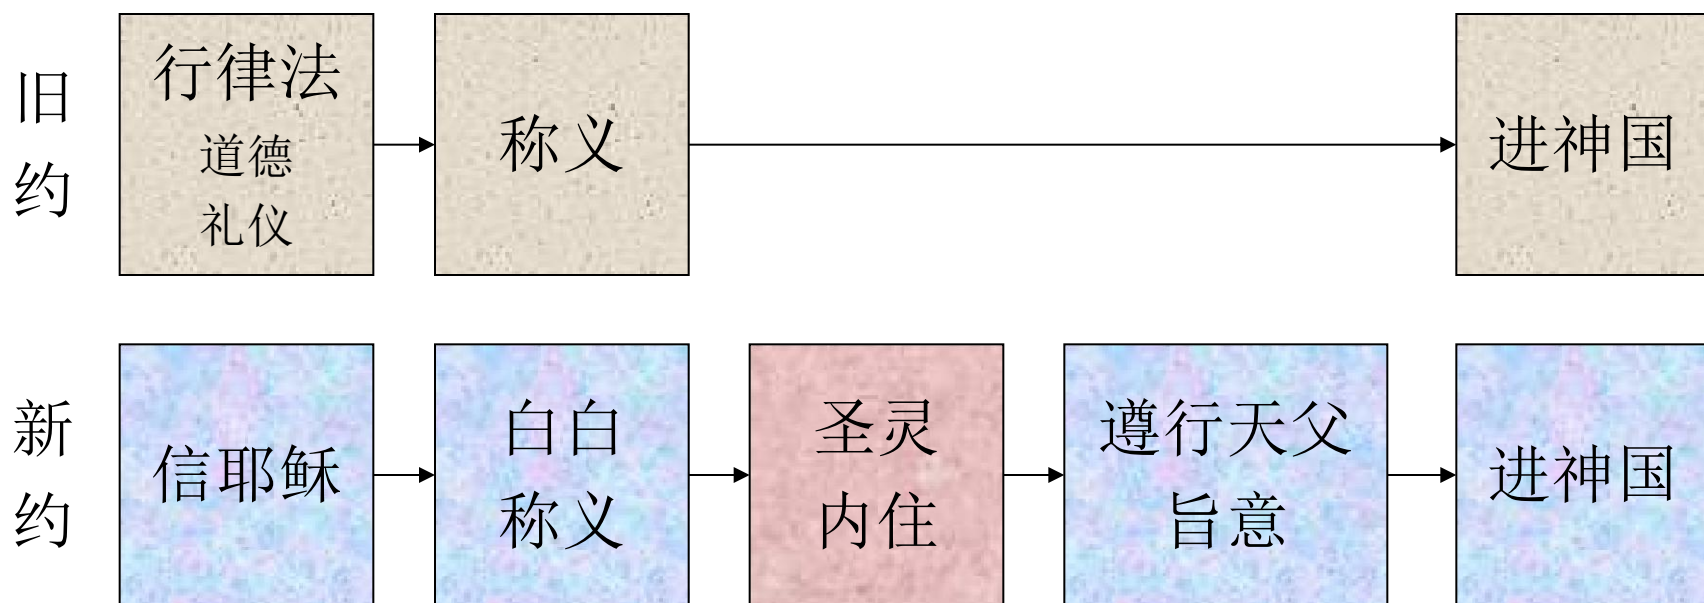 旧
约
行律法
道德
礼仪
称义
进神国
新
约
信耶稣
白白
称义
圣灵
内住
遵行天父
旨意
进神国